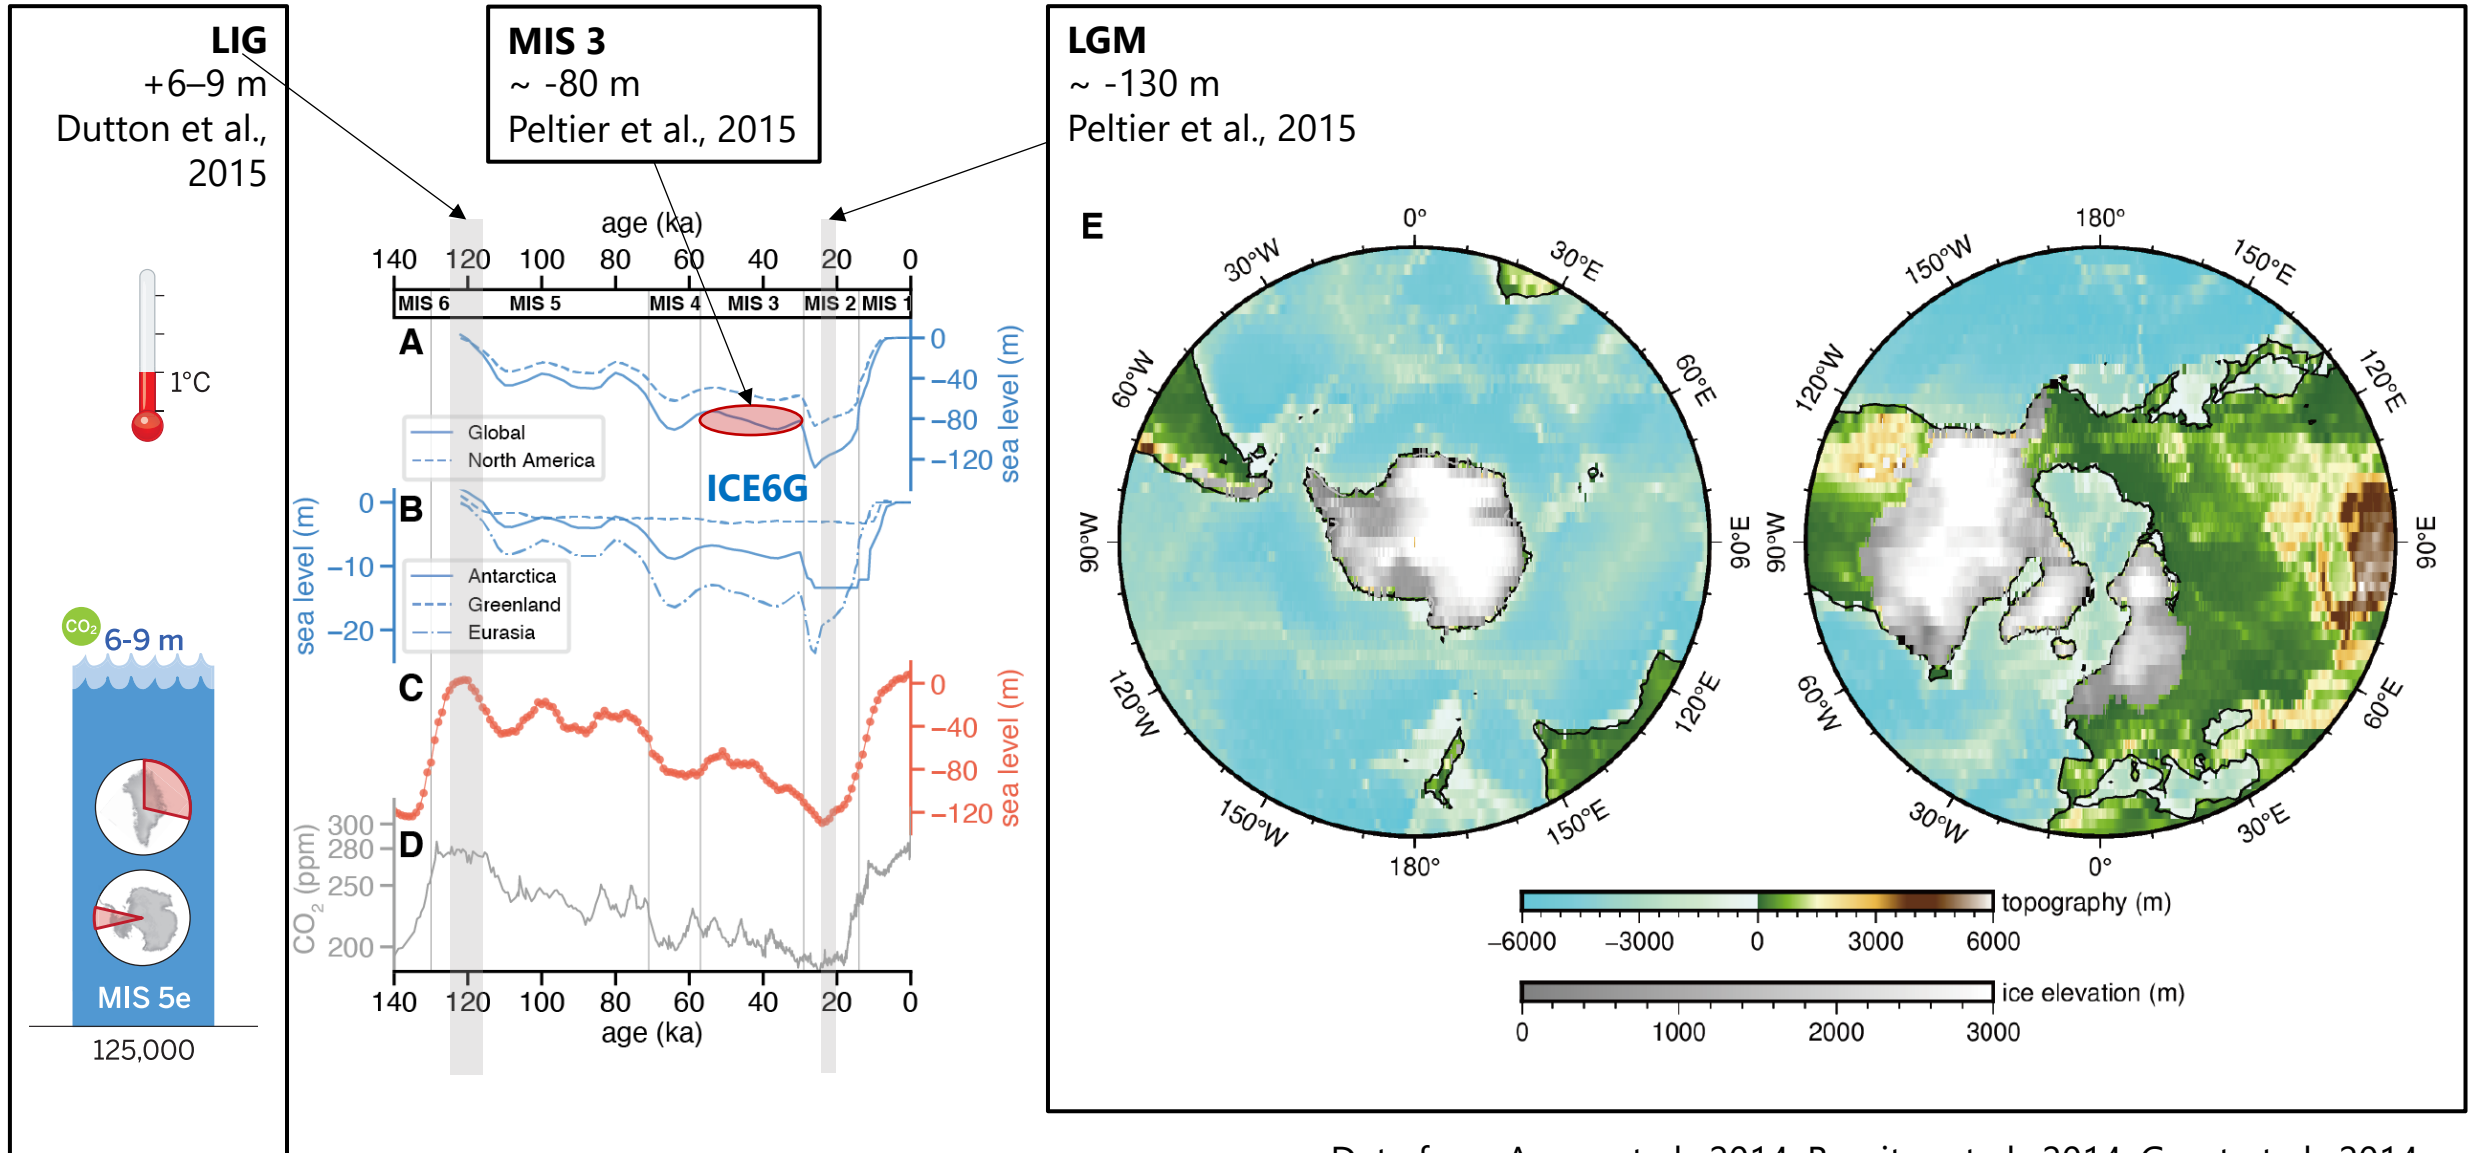 LIG
+6–9 m
Dutton et al.,
2015
1°C
CO₂
6-9 m
MIS 5e
125,000
MIS 3
~ -80 m
Peltier et al., 2015
LGM
~ -130 m
Peltier et al., 2015
age (ka)
140 120 100 80 60 40 20 0
MIS 6 MIS 5 MIS 4 MIS 3 MIS 2 MIS 1
A
Global
North America
0
−40
−80
−120
sea level (m)
ICE6G
B
0
−10
−20
sea level (m)
Antarctica
Greenland
Eurasia
C
0
−40
−80
−120
sea level (m)
D
300
280
250
200
CO₂ (ppm)
140 120 100 80 60 40 20 0
age (ka)
E
0°
30°E
60°E
90°E
120°E
150°E
180°
150°W
120°W
90°W
60°W
30°W
180°
150°E
120°E
90°E
60°E
30°E
0°
30°W
60°W
90°W
120°W
150°W
topography (m)
−6000 −3000 0 3000 6000
ice elevation (m)
0 1000 2000 3000